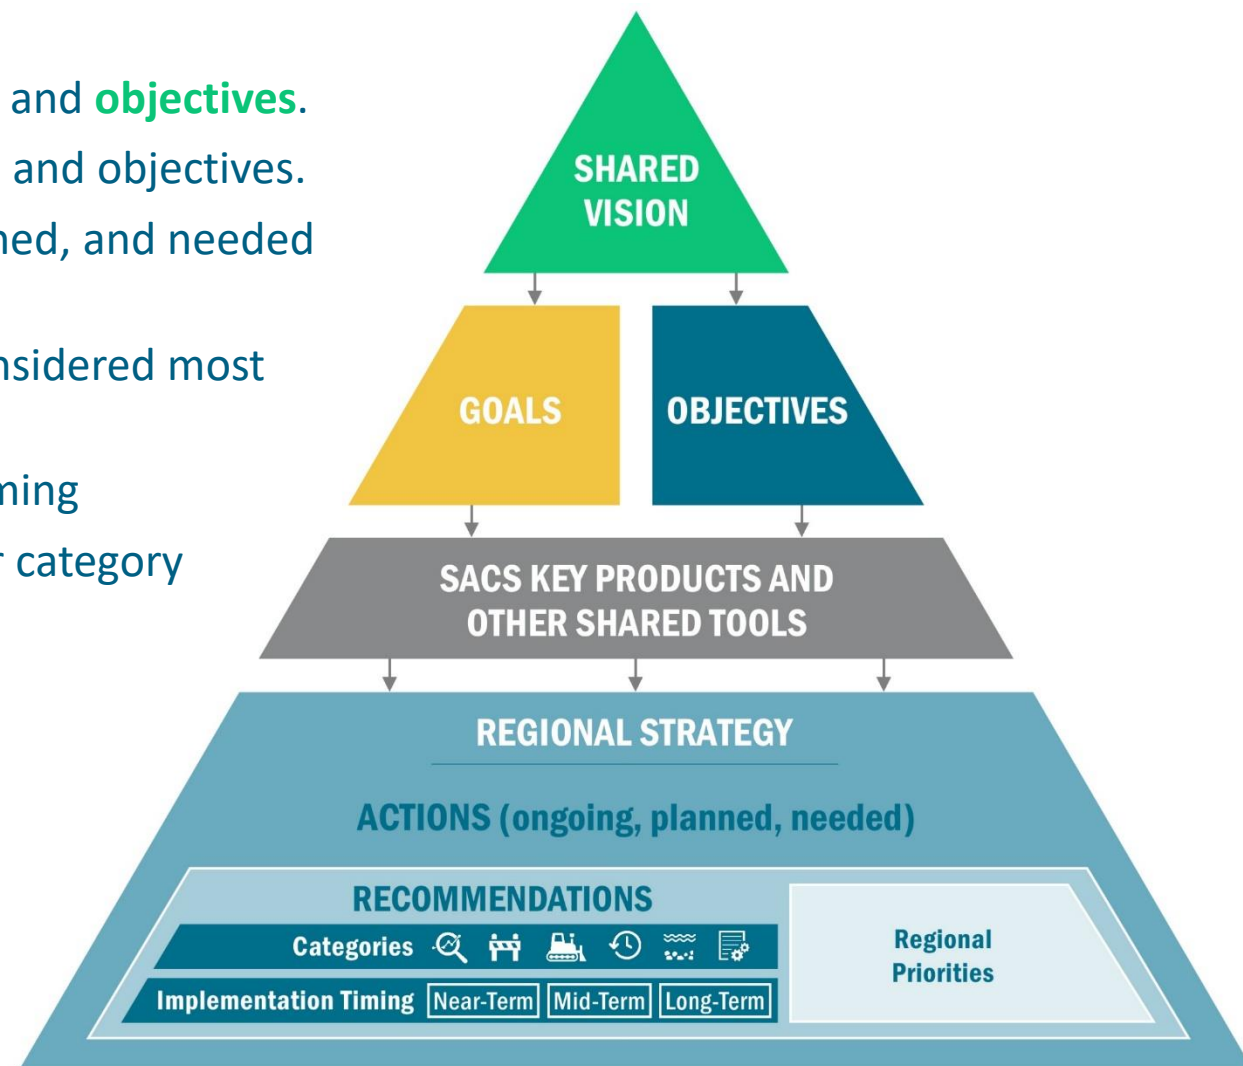 and objectives.
and objectives.
ned, and needed
nsidered most
ming
r category
SHARED
VISION
GOALS
OBJECTIVES
SACS KEY PRODUCTS AND
OTHER SHARED TOOLS
REGIONAL STRATEGY
ACTIONS (ongoing, planned, needed)
RECOMMENDATIONS
Categories
Implementation Timing Near-Term Mid-Term Long-Term
Regional
Priorities